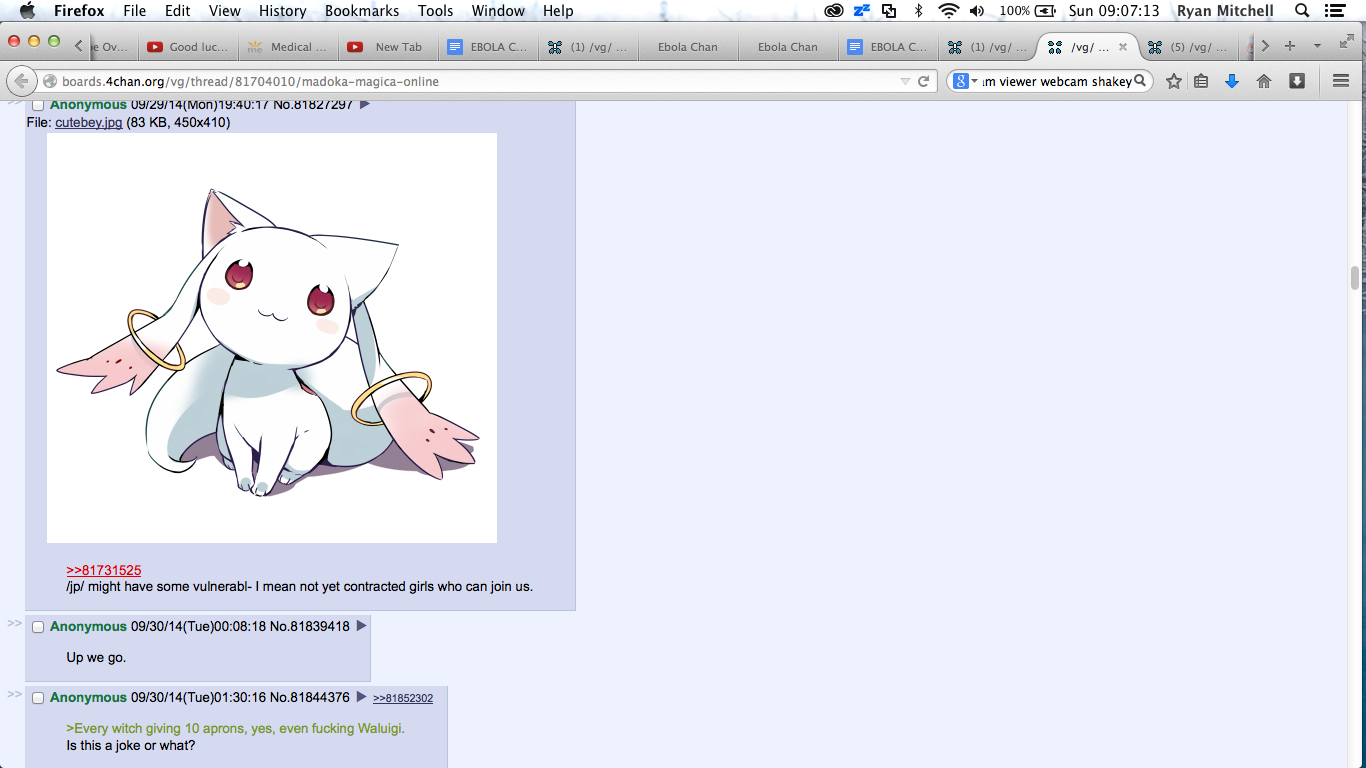 Firefox File Edit View History Bookmarks Tools Window Help 100% Sun 09:07:13 Ryan Mitchell
Good luc... Medical ... New Tab EBOLA C... (1) /vg/ ... Ebola Chan Ebola Chan EBOLA C... (1) /vg/ ... /vg/ ... (5) /vg/ ...
boards.4chan.org/vg/thread/81704010/madoka-magica-online viewer webcam shakey
>> Anonymous 09/29/14(Mon)19:40:17 No.81827297
File: cutebey.jpg (83 KB, 450x410)
>>81731525
/jp/ might have some vulnerabl- I mean not yet contracted girls who can join us.
>> Anonymous 09/30/14(Tue)00:08:18 No.81839418
Up we go.
>> Anonymous 09/30/14(Tue)01:30:16 No.81844376 >>81852302
>Every witch giving 10 aprons, yes, even fucking Waluigi.
Is this a joke or what?